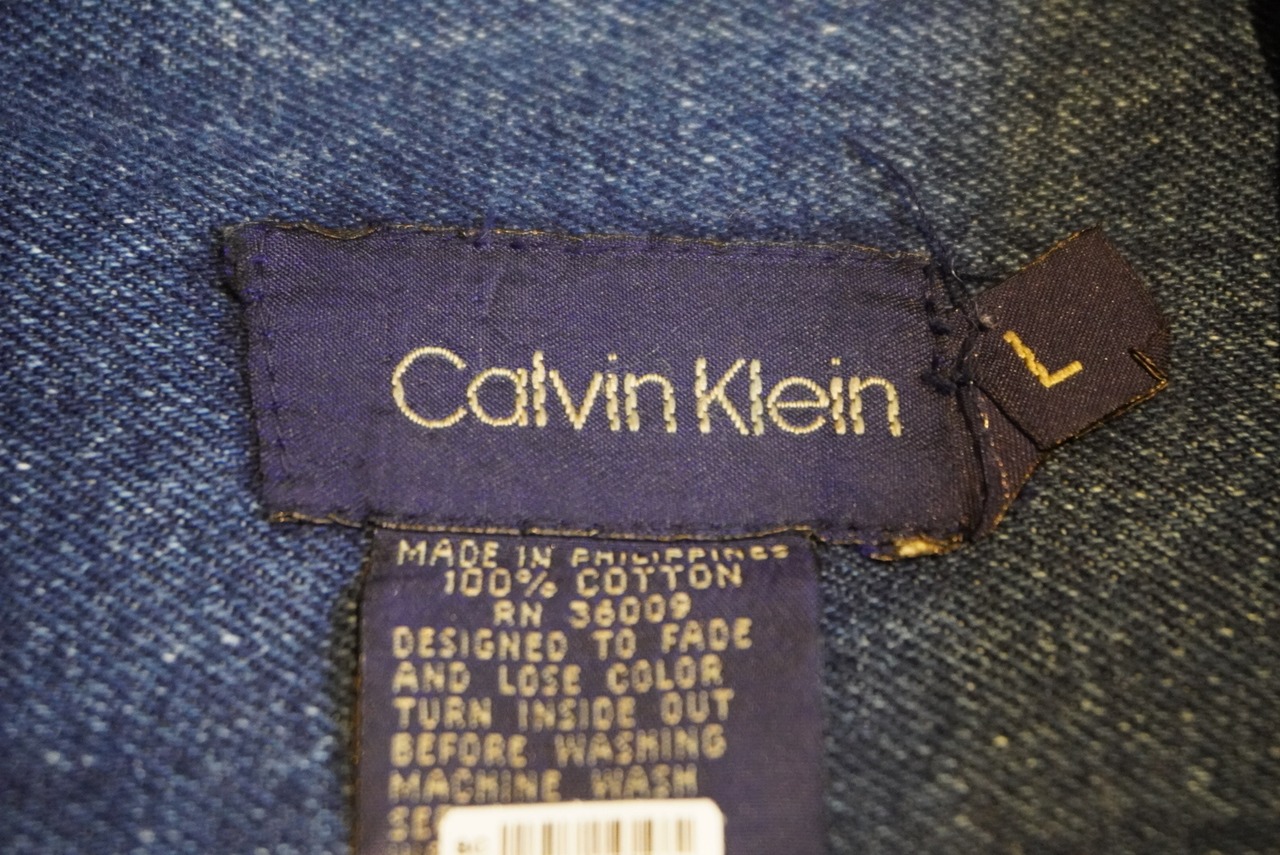 Calvin Klein
L
MADE IN PHILIPPINES
100% COTTON
RN 36009
DESIGNED TO FADE
AND LOSE COLOR
TURN INSIDE OUT
BEFORE WASHING
MACHINE WASH